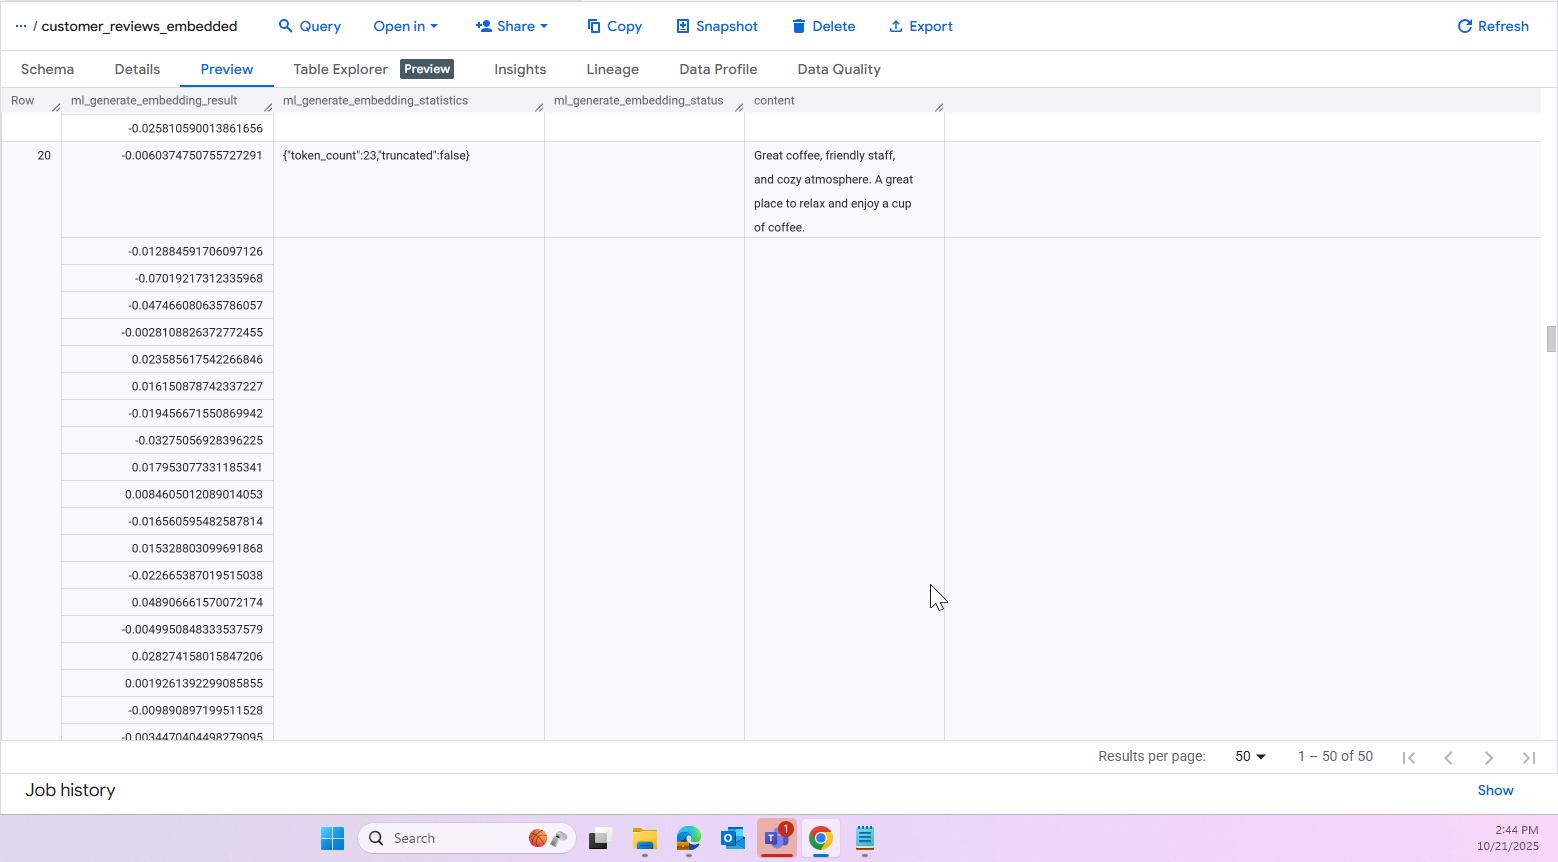 ··· / customer_reviews_embedded Query Open in Share Copy Snapshot Delete Export Refresh
Schema Details Preview Table Explorer Preview Insights Lineage Data Profile Data Quality
Row ml_generate_embedding_result ml_generate_embedding_statistics ml_generate_embedding_status content
-0.025810590013861656
20 -0.0060374750755727291 {"token_count":23,"truncated":false} Great coffee, friendly staff,
and cozy atmosphere. A great
place to relax and enjoy a cup
of coffee.
-0.012884591706097126
-0.07019217312335968
-0.047466080635786057
-0.0028108826372772455
0.023585617542266846
0.016150878742337227
-0.019456671550869942
-0.03275056928396225
0.017953077331185341
0.0084605012089014053
-0.016560595482587814
0.015328803099691868
-0.022665387019515038
0.048906661570072174
-0.0049950848333537579
0.028274158015847206
0.0019261392299085855
-0.009890897199511528
-0.0034470404498279095
Results per page: 50 1 – 50 of 50
Job history Show
Search 1 2:44 PM
10/21/2025